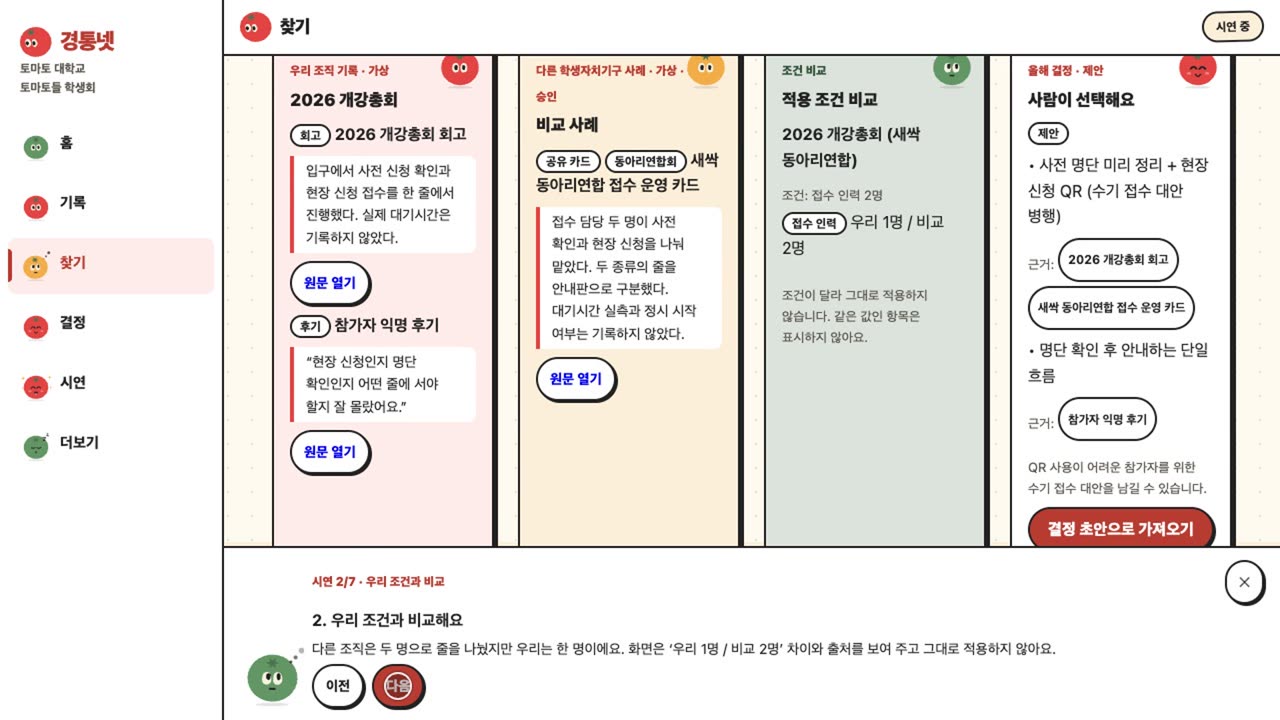 경통넷
토마토 대학교
토마토들 학생회
홈
기록
찾기
결정
시연
더보기
찾기
시연 중
우리 조직 기록 · 가상
2026 개강총회
회고 2026 개강총회 회고
입구에서 사전 신청 확인과
현장 신청 접수를 한 줄에서
진행했다. 실제 대기시간은
기록하지 않았다.
원문 열기
후기 참가자 익명 후기
“현장 신청인지 명단
확인인지 어떤 줄에 서야
할지 잘 몰랐어요.”
원문 열기
다른 학생자치기구 사례 · 가상 ·
승인
비교 사례
공유 카드 동아리연합회 새싹
동아리연합 접수 운영 카드
접수 담당 두 명이 사전
확인과 현장 신청을 나눠
맡았다. 두 종류의 줄을
안내판으로 구분했다.
대기시간 실측과 정시 시작
여부는 기록하지 않았다.
원문 열기
조건 비교
적용 조건 비교
2026 개강총회 (새싹
동아리연합)
조건: 접수 인력 2명
접수 인력 우리 1명 / 비교
2명
조건이 달라 그대로 적용하지
않습니다. 같은 값인 항목은
표시하지 않아요.
올해 결정 · 제안
사람이 선택해요
제안
• 사전 명단 미리 정리 + 현장
신청 QR (수기 접수 대안
병행)
근거: 2026 개강총회 회고
새싹 동아리연합 접수 운영 카드
• 명단 확인 후 안내하는 단일
흐름
근거: 참가자 익명 후기
QR 사용이 어려운 참가자를 위한
수기 접수 대안을 남길 수 있습니다.
결정 초안으로 가져오기
시연 2/7 · 우리 조건과 비교
2. 우리 조건과 비교해요
다른 조직은 두 명으로 줄을 나눴지만 우리는 한 명이에요. 화면은 ‘우리 1명 / 비교 2명’ 차이와 출처를 보여 주고 그대로 적용하지 않아요.
이전
다음